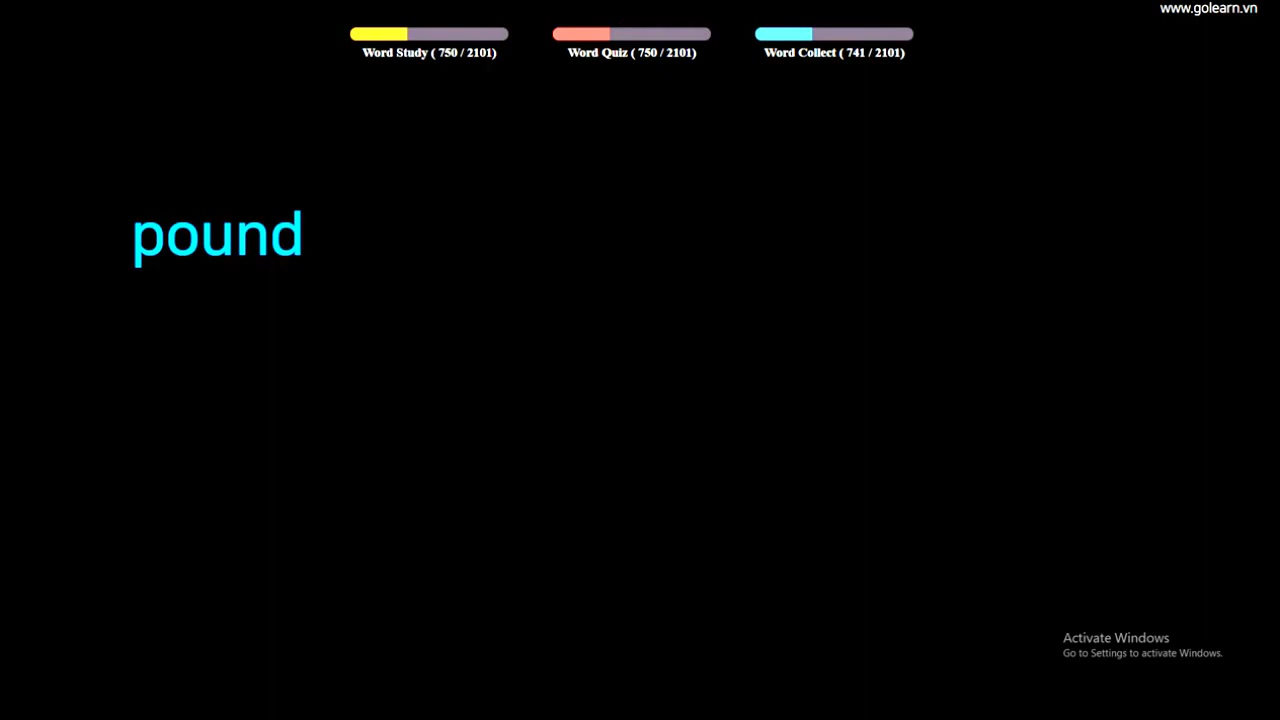 www.golearn.vn
Word Study ( 750 / 2101)
Word Quiz ( 750 / 2101)
Word Collect ( 741 / 2101)
pound
Activate Windows
Go to Settings to activate Windows.